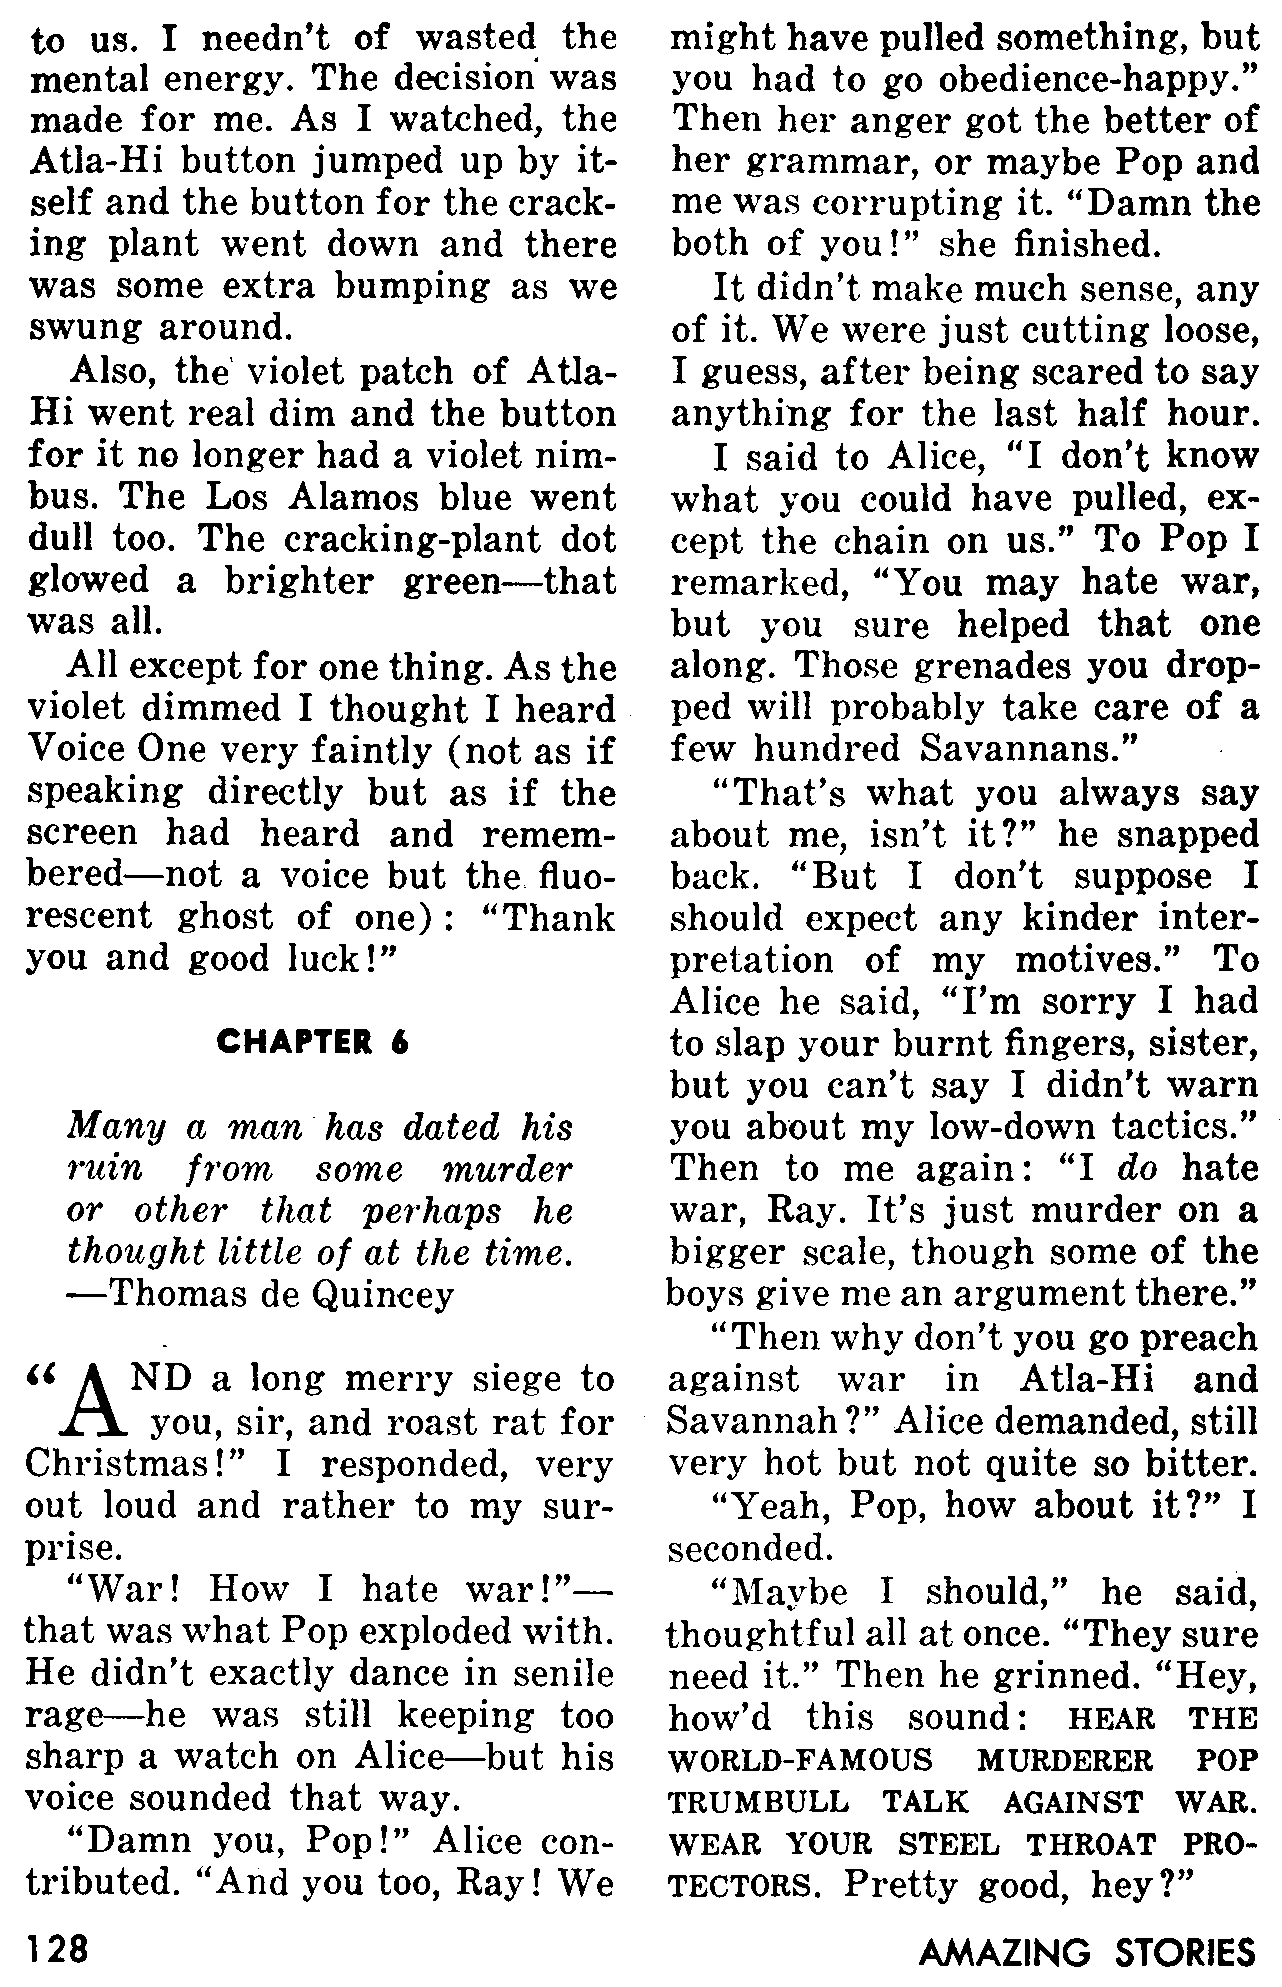 to us. I needn't of wasted the
mental energy. The decision was
made for me. As I watched, the
Atla-Hi button jumped up by it-
self and the button for the crack-
ing plant went down and there
was some extra bumping as we
swung around.
Also, the violet patch of Atla-
Hi went real dim and the button
for it no longer had a violet nim-
bus. The Los Alamos blue went
dull too. The cracking-plant dot
glowed a brighter green—that
was all.
All except for one thing. As the
violet dimmed I thought I heard
Voice One very faintly (not as if
speaking directly but as if the
screen had heard and remem-
bered—not a voice but the fluo-
rescent ghost of one): "Thank
you and good luck!"
CHAPTER 6
Many a man has dated his
ruin from some murder
or other that perhaps he
thought little of at the time.
—Thomas de Quincey
"AND a long merry siege to
you, sir, and roast rat for
Christmas!" I responded, very
out loud and rather to my sur-
prise.
"War! How I hate war!"—
that was what Pop exploded with.
He didn't exactly dance in senile
rage—he was still keeping too
sharp a watch on Alice—but his
voice sounded that way.
"Damn you, Pop!" Alice con-
tributed. "And you too, Ray! We
might have pulled something, but
you had to go obedience-happy."
Then her anger got the better of
her grammar, or maybe Pop and
me was corrupting it. "Damn the
both of you!" she finished.
It didn't make much sense, any
of it. We were just cutting loose,
I guess, after being scared to say
anything for the last half hour.
I said to Alice, "I don't know
what you could have pulled, ex-
cept the chain on us." To Pop I
remarked, "You may hate war,
but you sure helped that one
along. Those grenades you drop-
ped will probably take care of a
few hundred Savannans."
"That's what you always say
about me, isn't it?" he snapped
back. "But I don't suppose I
should expect any kinder inter-
pretation of my motives." To
Alice he said, "I'm sorry I had
to slap your burnt fingers, sister,
but you can't say I didn't warn
you about my low-down tactics."
Then to me again: "I do hate
war, Ray. It's just murder on a
bigger scale, though some of the
boys give me an argument there."
"Then why don't you go preach
against war in Atla-Hi and
Savannah?" Alice demanded, still
very hot but not quite so bitter.
"Yeah, Pop, how about it?" I
seconded.
"Maybe I should," he said,
thoughtful all at once. "They sure
need it." Then he grinned. "Hey,
how'd this sound: HEAR THE
WORLD-FAMOUS MURDERER POP
TRUMBULL TALK AGAINST WAR.
WEAR YOUR STEEL THROAT PRO-
TECTORS. Pretty good, hey?"
128
AMAZING STORIES